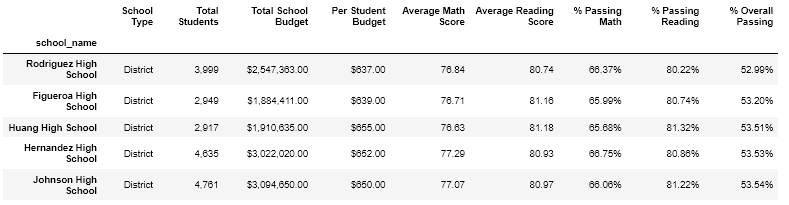 School Type Total Students Total School Budget Per Student Budget Average Math Score Average Reading Score % Passing Math % Passing Reading % Overall Passing
school_name
Rodriguez High School District 3,999 $2,547,363.00 $637.00 76.84 80.74 66.37% 80.22% 52.99%
Figueroa High School District 2,949 $1,884,411.00 $639.00 76.71 81.16 65.99% 80.74% 53.20%
Huang High School District 2,917 $1,910,635.00 $655.00 76.63 81.18 65.68% 81.32% 53.51%
Hernandez High School District 4,635 $3,022,020.00 $652.00 77.29 80.93 66.75% 80.86% 53.53%
Johnson High School District 4,761 $3,094,650.00 $650.00 77.07 80.97 66.06% 81.22% 53.54%